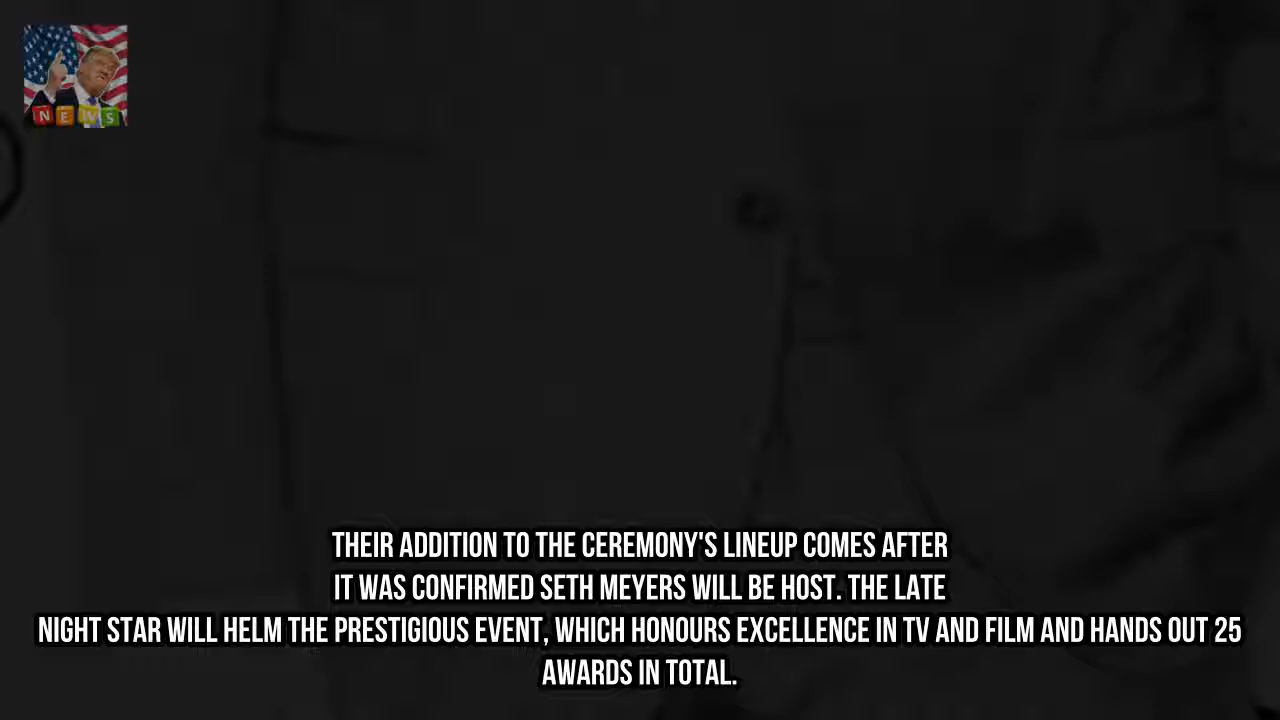 NEWS
THEIR ADDITION TO THE CEREMONY'S LINEUP COMES AFTER
IT WAS CONFIRMED SETH MEYERS WILL BE HOST. THE LATE
NIGHT STAR WILL HELM THE PRESTIGIOUS EVENT, WHICH HONOURS EXCELLENCE IN TV AND FILM AND HANDS OUT 25
AWARDS IN TOTAL.